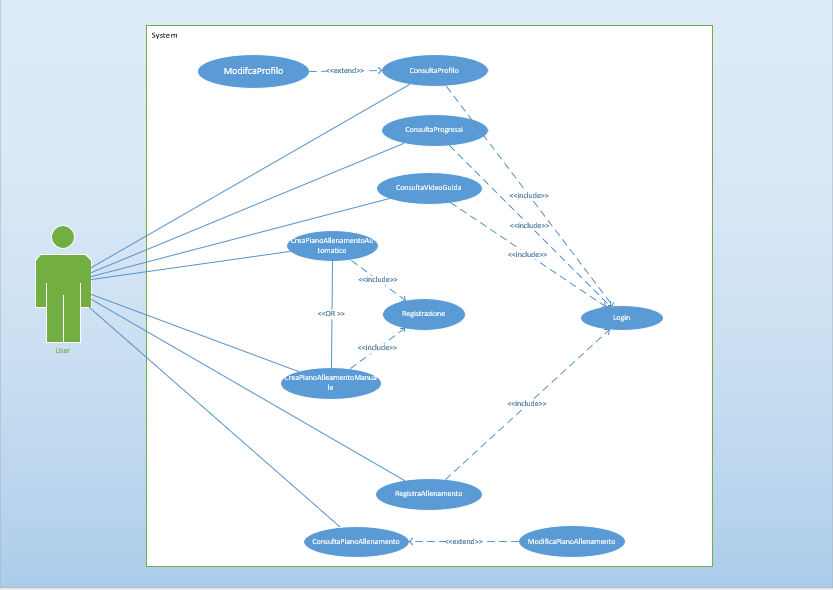 System
ModifcaProfilo
<<extend>>
ConsultaProfilo
ConsultaProgressi
ConsultaVideoGuida
<<include>>
<<include>>
<<include>>
CreaPianoAllenamentoAu
tomatico
<<include>>
<<OR >>
Registrazione
Login
<<include>>
CreaPianoAlleamentoManua
le
User
<<include>>
RegistraAllenamento
ConsultaPianoAllenamento
<<extend>>
ModificaPianoAllenamento